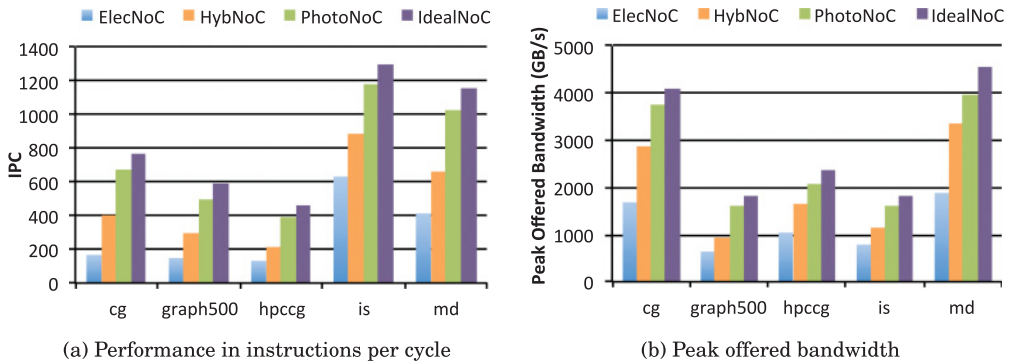 ElecNoC HybNoC PhotoNoC IdealNoC
IPC
1400
1200
1000
800
600
400
200
0
cg graph500 hpccg is md
(a) Performance in instructions per cycle
ElecNoC HybNoC PhotoNoC IdealNoC
Peak Offered Bandwidth (GB/s)
5000
4000
3000
2000
1000
0
cg graph500 hpccg is md
(b) Peak offered bandwidth